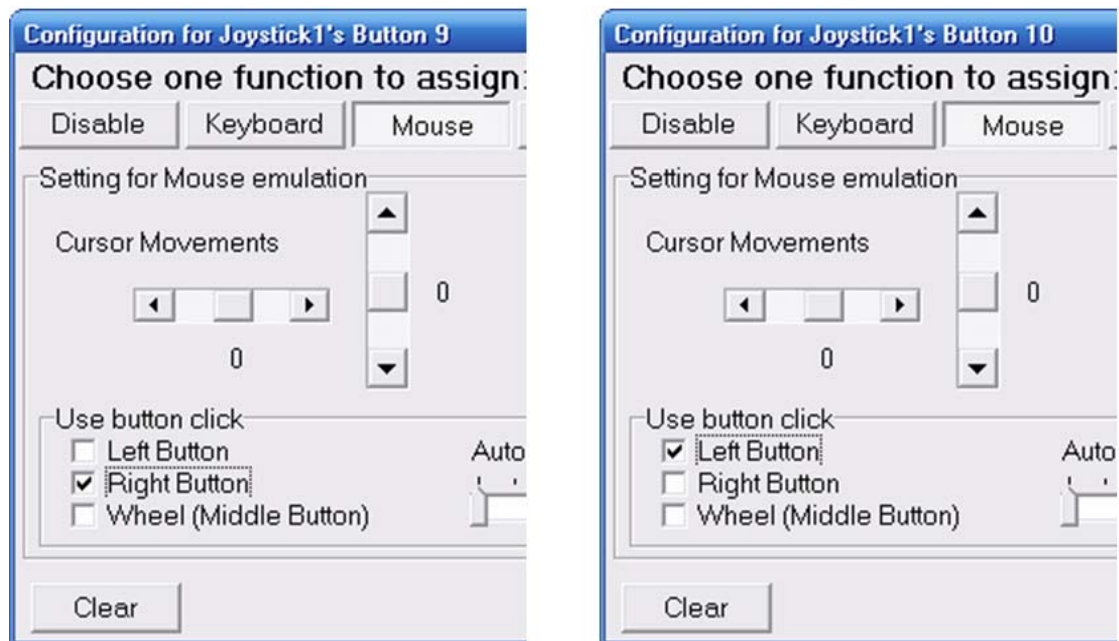 Configuration for Joystick1's Button 9
Choose one function to assign:
Disable Keyboard Mouse
Setting for Mouse emulation
Cursor Movements
0
0
Use button click
Left Button Auto
Right Button
Wheel (Middle Button)
Clear
Configuration for Joystick1's Button 10
Choose one function to assign:
Disable Keyboard Mouse
Setting for Mouse emulation
Cursor Movements
0
0
Use button click
Left Button Auto
Right Button
Wheel (Middle Button)
Clear